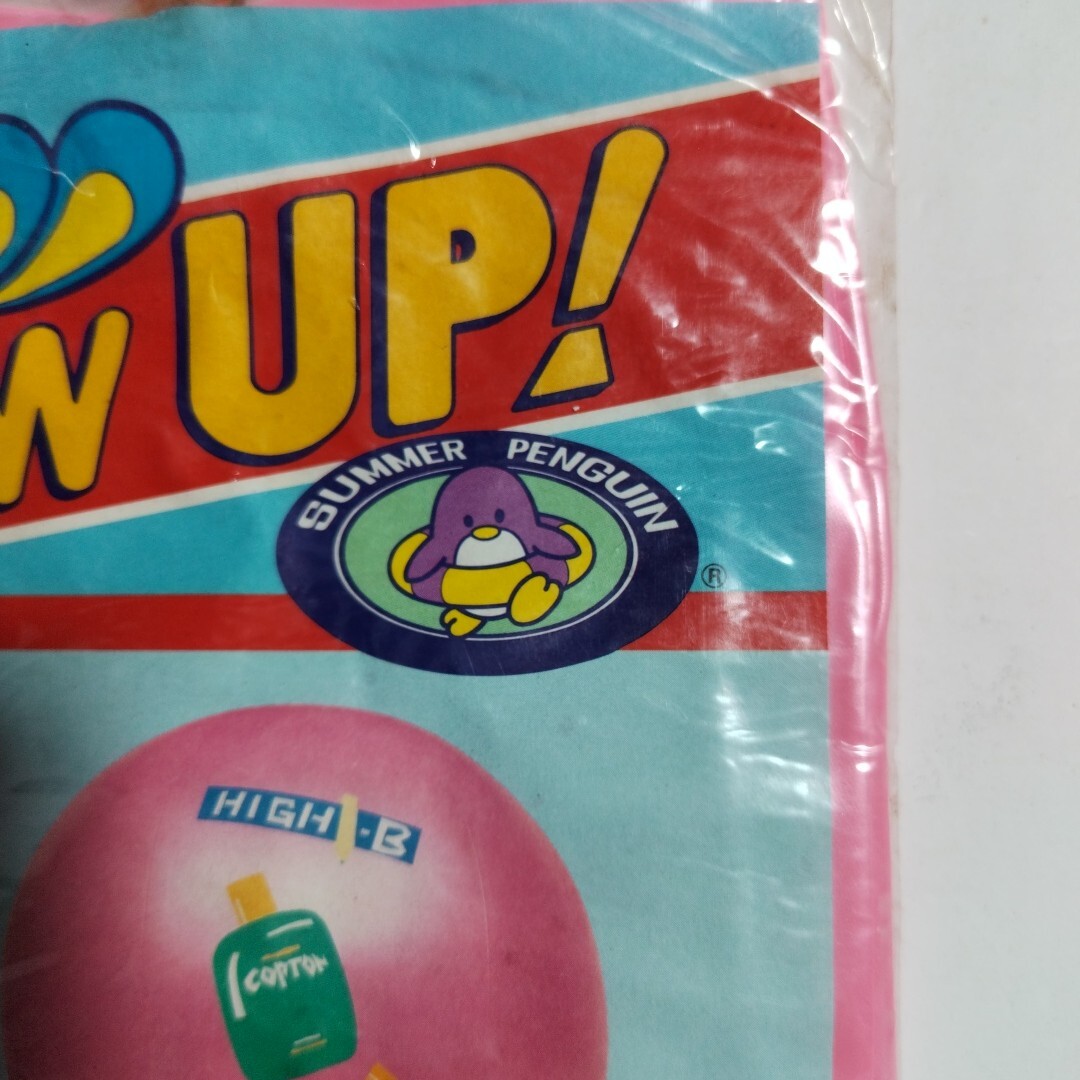 W UP!
SUMMER PENGUIN
®
HIGH-B
COPTON